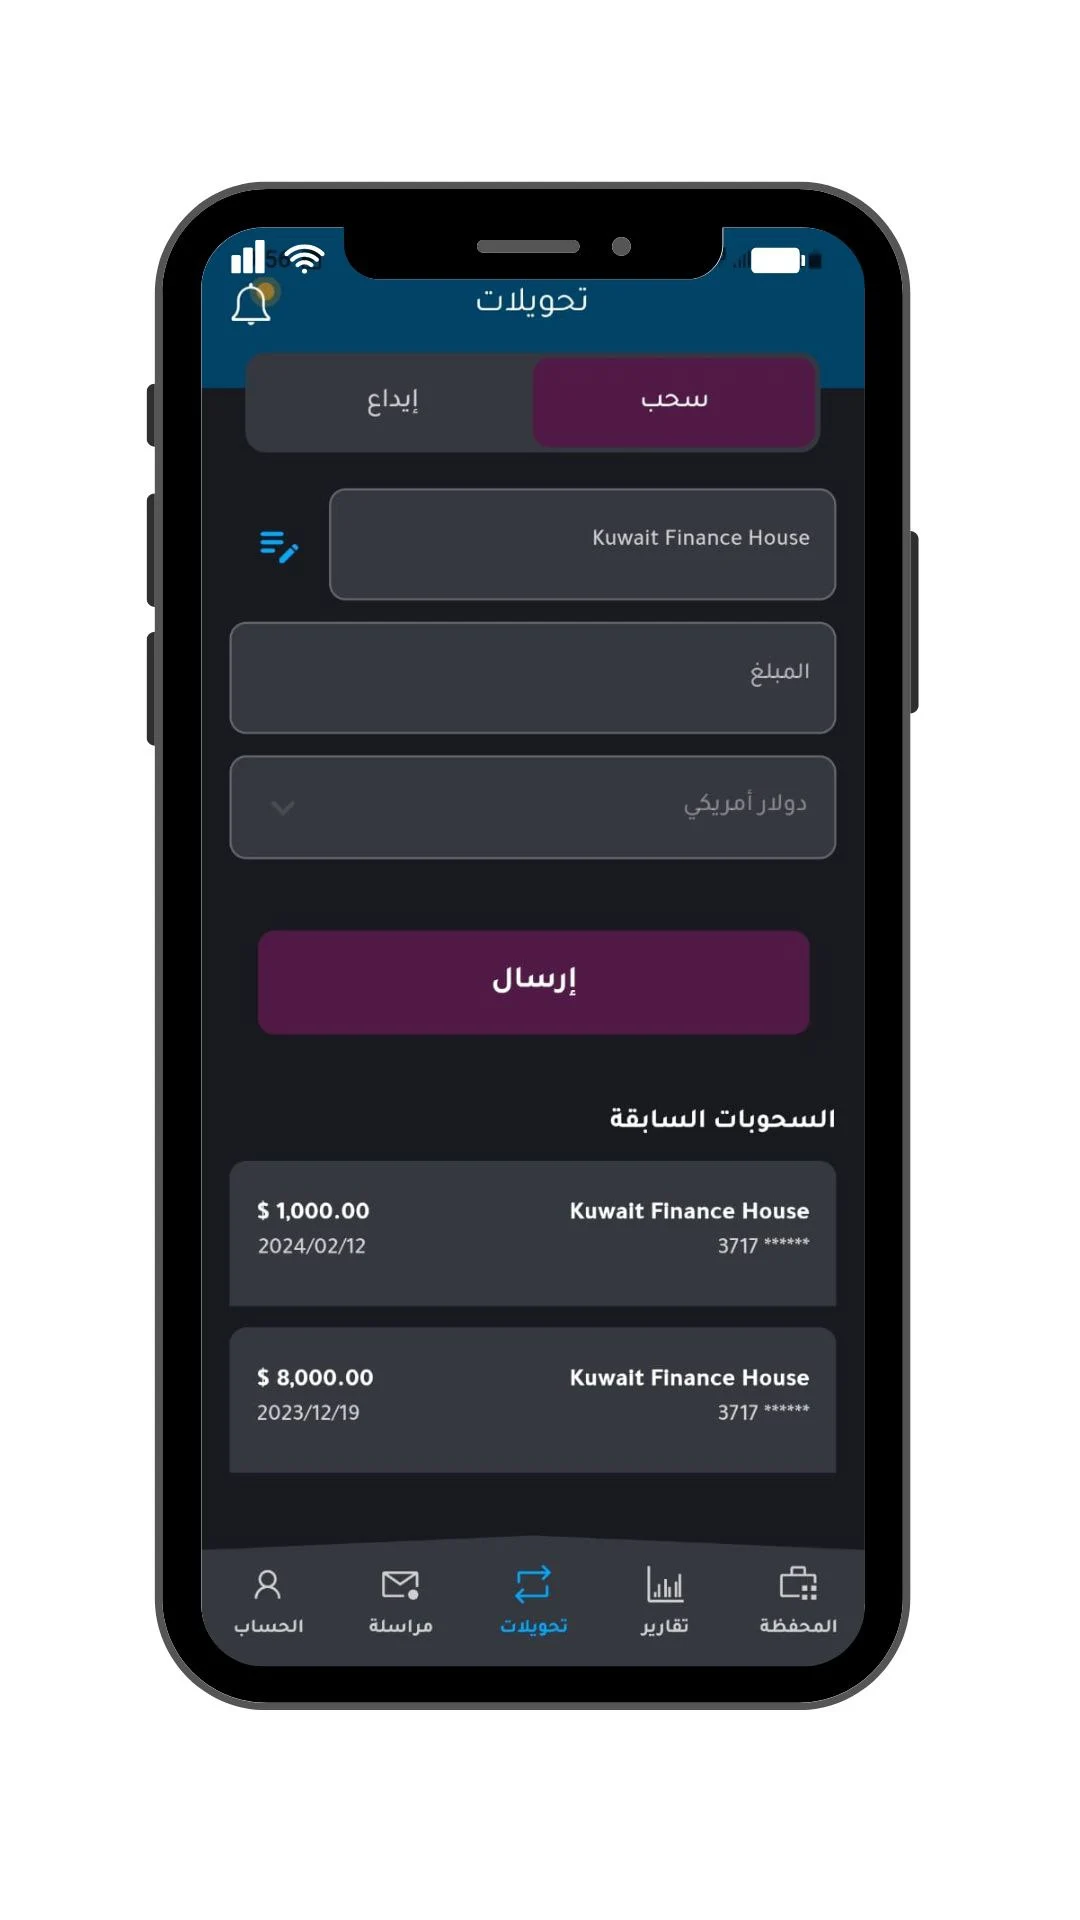 تحويلات
سحب
إيداع
Kuwait Finance House
المبلغ
دولار أمريكي
إرسال
السحوبات السابقة
Kuwait Finance House
$ 1,000.00
3717 ******
2024/02/12
Kuwait Finance House
$ 8,000.00
3717 ******
2023/12/19
المحفظة
تقارير
تحويلات
مراسلة
الحساب